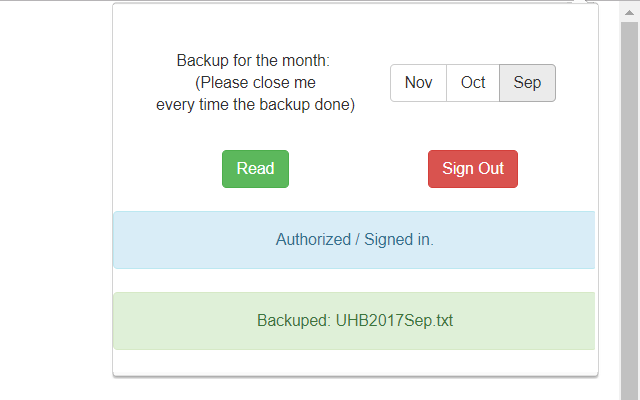 Backup for the month:
(Please close me
every time the backup done)
Nov Oct Sep
Read Sign Out
Authorized / Signed in.
Backuped: UHB2017Sep.txt